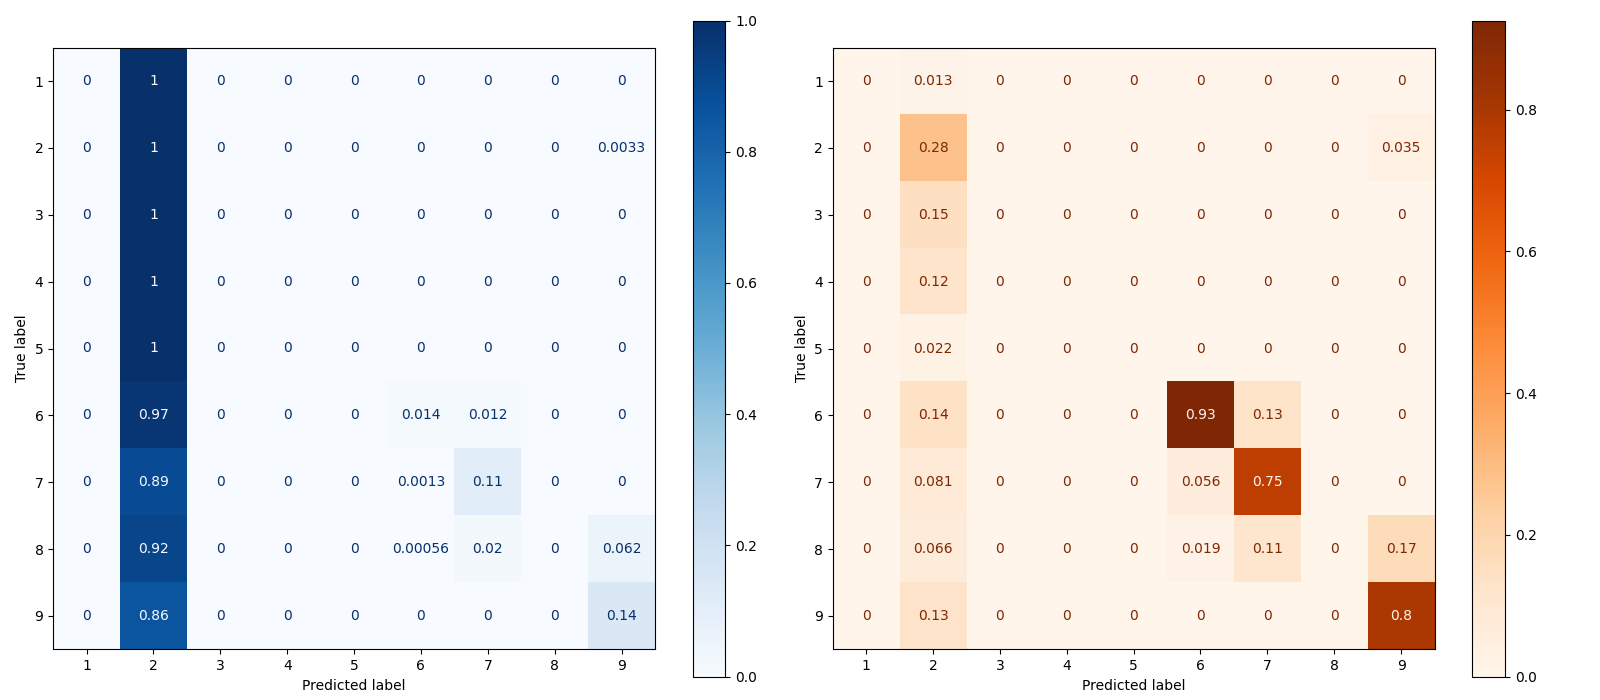 1 0 1 0 0 0 0 0 0 0
2 0 1 0 0 0 0 0 0 0.0033
3 0 1 0 0 0 0 0 0 0
4 0 1 0 0 0 0 0 0 0
5 0 1 0 0 0 0 0 0 0
6 0 0.97 0 0 0 0.014 0.012 0 0
7 0 0.89 0 0 0 0.0013 0.11 0 0
8 0 0.92 0 0 0 0.00056 0.02 0 0.062
9 0 0.86 0 0 0 0 0 0 0.14
1 2 3 4 5 6 7 8 9
True label
Predicted label
1.0
0.8
0.6
0.4
0.2
0.0
1 0 0.013 0 0 0 0 0 0 0
2 0 0.28 0 0 0 0 0 0 0.035
3 0 0.15 0 0 0 0 0 0 0
4 0 0.12 0 0 0 0 0 0 0
5 0 0.022 0 0 0 0 0 0 0
6 0 0.14 0 0 0 0.93 0.13 0 0
7 0 0.081 0 0 0 0.056 0.75 0 0
8 0 0.066 0 0 0 0.019 0.11 0 0.17
9 0 0.13 0 0 0 0 0 0 0.8
1 2 3 4 5 6 7 8 9
True label
Predicted label
0.8
0.6
0.4
0.2
0.0